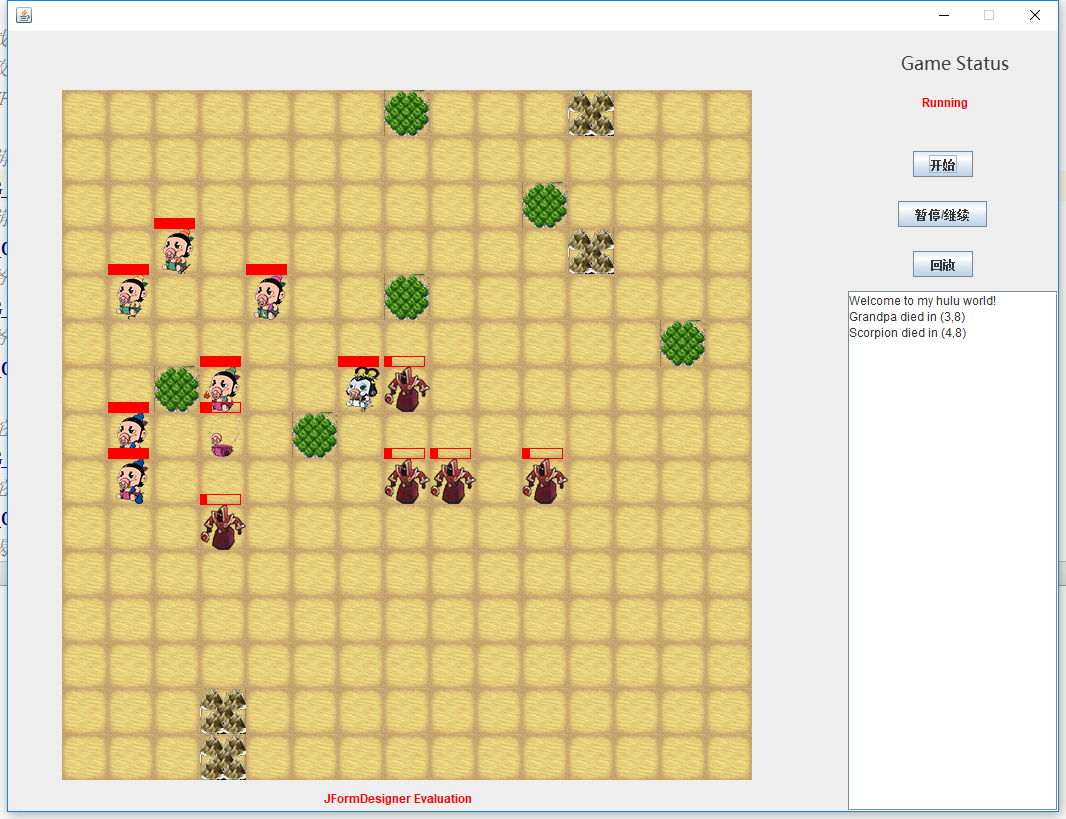 Game Status
Running
开始
暂停/继续
回放
Welcome to my hulu world!
Grandpa died in (3,8)
Scorpion died in (4,8)
JFormDesigner Evaluation